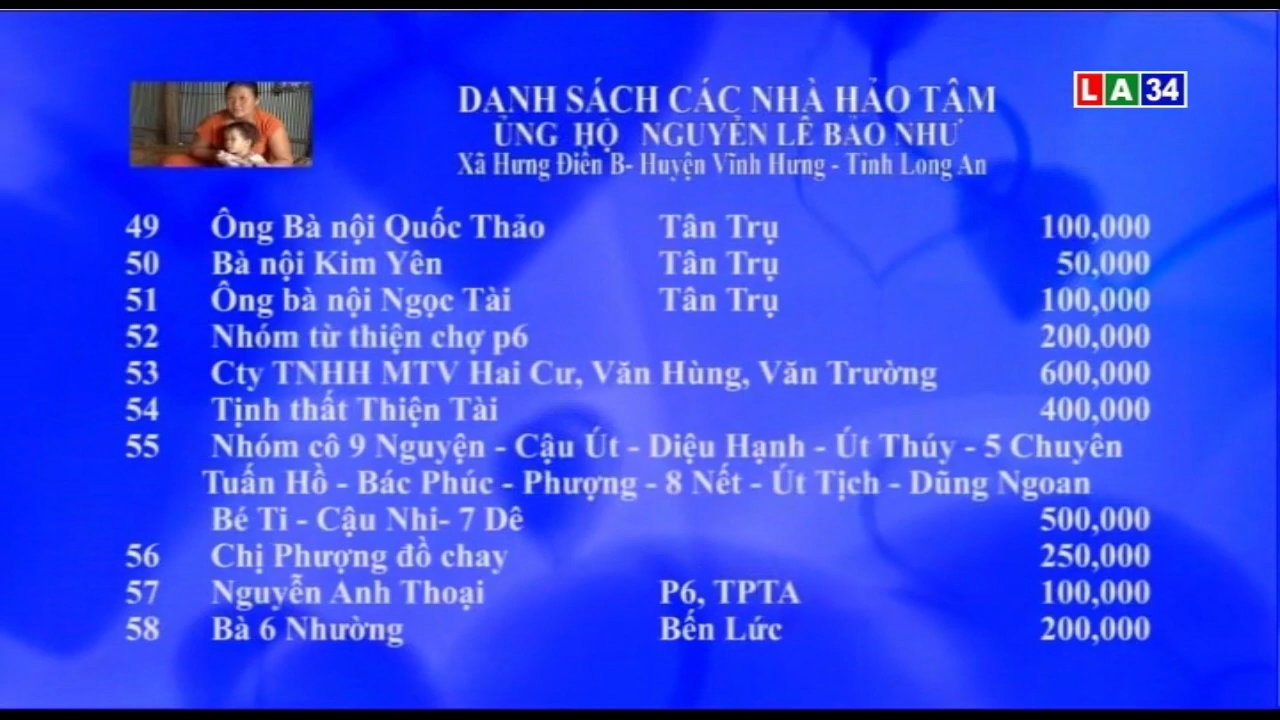 DANH SÁCH CÁC NHÀ HẢO TÂM
LA34
ỦNG HỘ NGUYỄN LÊ BẢO NHƯ
Xã Hưng Điền B- Huyện Vĩnh Hưng - Tỉnh Long An
49 Ông Bà nội Quốc Thảo Tân Trụ 100,000
50 Bà nội Kim Yên Tân Trụ 50,000
51 Ông bà nội Ngọc Tài Tân Trụ 100,000
52 Nhóm từ thiện chợ p6 200,000
53 Cty TNHH MTV Hai Cư, Văn Hùng, Văn Trường 600,000
54 Tịnh thất Thiện Tài 400,000
55 Nhóm cô 9 Nguyện - Cậu Út - Diệu Hạnh - Út Thúy - 5 Chuyên
Tuấn Hồ - Bác Phúc - Phượng - 8 Nết - Út Tịch - Dũng Ngoan
Bé Ti - Cậu Nhi- 7 Dê 500,000
56 Chị Phượng đồ chay 250,000
57 Nguyễn Anh Thoại P6, TPTA 100,000
58 Bà 6 Nhường Bến Lức 200,000